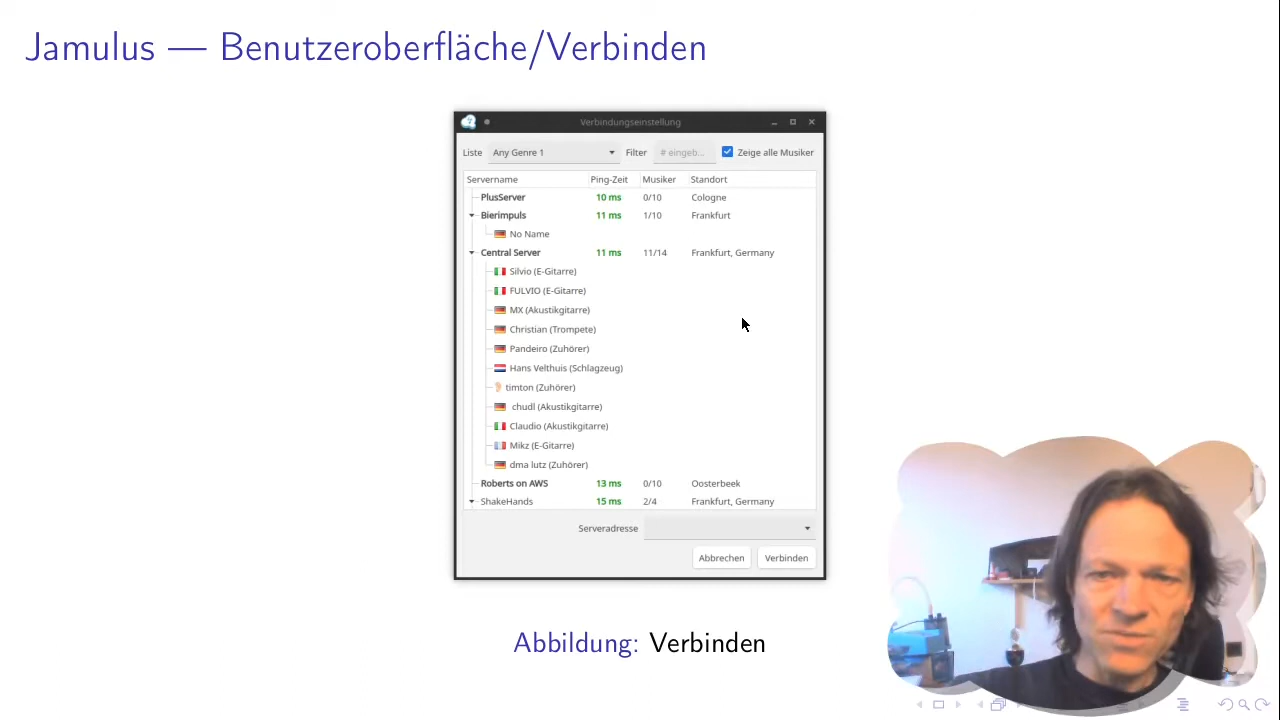 Jamulus — Benutzeroberfläche/Verbinden
Verbindungseinstellung
Liste Any Genre 1 Filter # eingeb... Zeige alle Musiker
Servername Ping-Zeit Musiker Standort
PlusServer 10 ms 0/10 Cologne
Bierimpuls 11 ms 1/10 Frankfurt
No Name
Central Server 11 ms 11/14 Frankfurt, Germany
Silvio (E-Gitarre)
FULVIO (E-Gitarre)
MX (Akustikgitarre)
Christian (Trompete)
Pandeiro (Zuhörer)
Hans Velthuis (Schlagzeug)
timton (Zuhörer)
chudl (Akustikgitarre)
Claudio (Akustikgitarre)
Mikz (E-Gitarre)
dma lutz (Zuhörer)
Roberts on AWS 13 ms 0/10 Oosterbeek
ShakeHands 15 ms 2/4 Frankfurt, Germany
Serveradresse
Abbrechen Verbinden
Abbildung: Verbinden